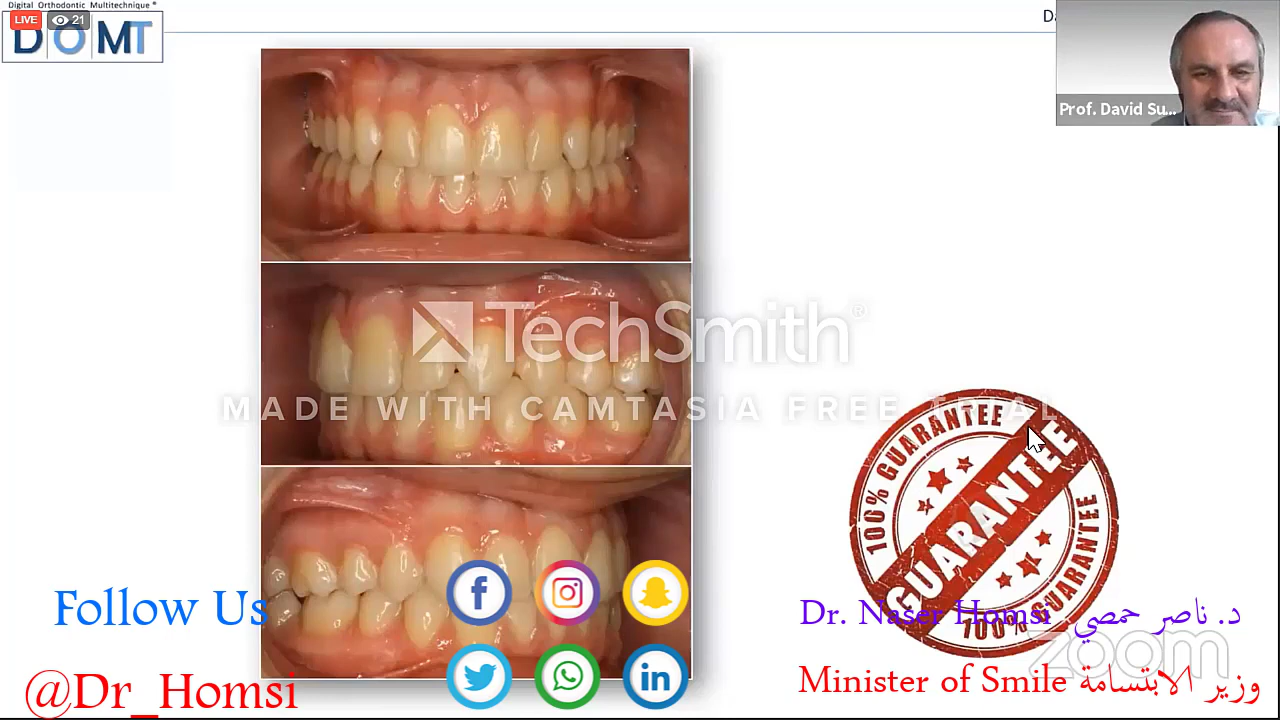 Digital Orthodontic Multitechnique®
LIVE 21
DOMT
Da
Prof. David Su...
TechSmith®
MADE WITH CAMTASIA FREE TRIAL
100% GUARANTEE
GUARANTEE
100% GUARANTEE
Follow Us
Dr. Naser Homsi د. ناصر حمصي
zoom
@Dr_Homsi
Minister of Smile وزير الابتسامة